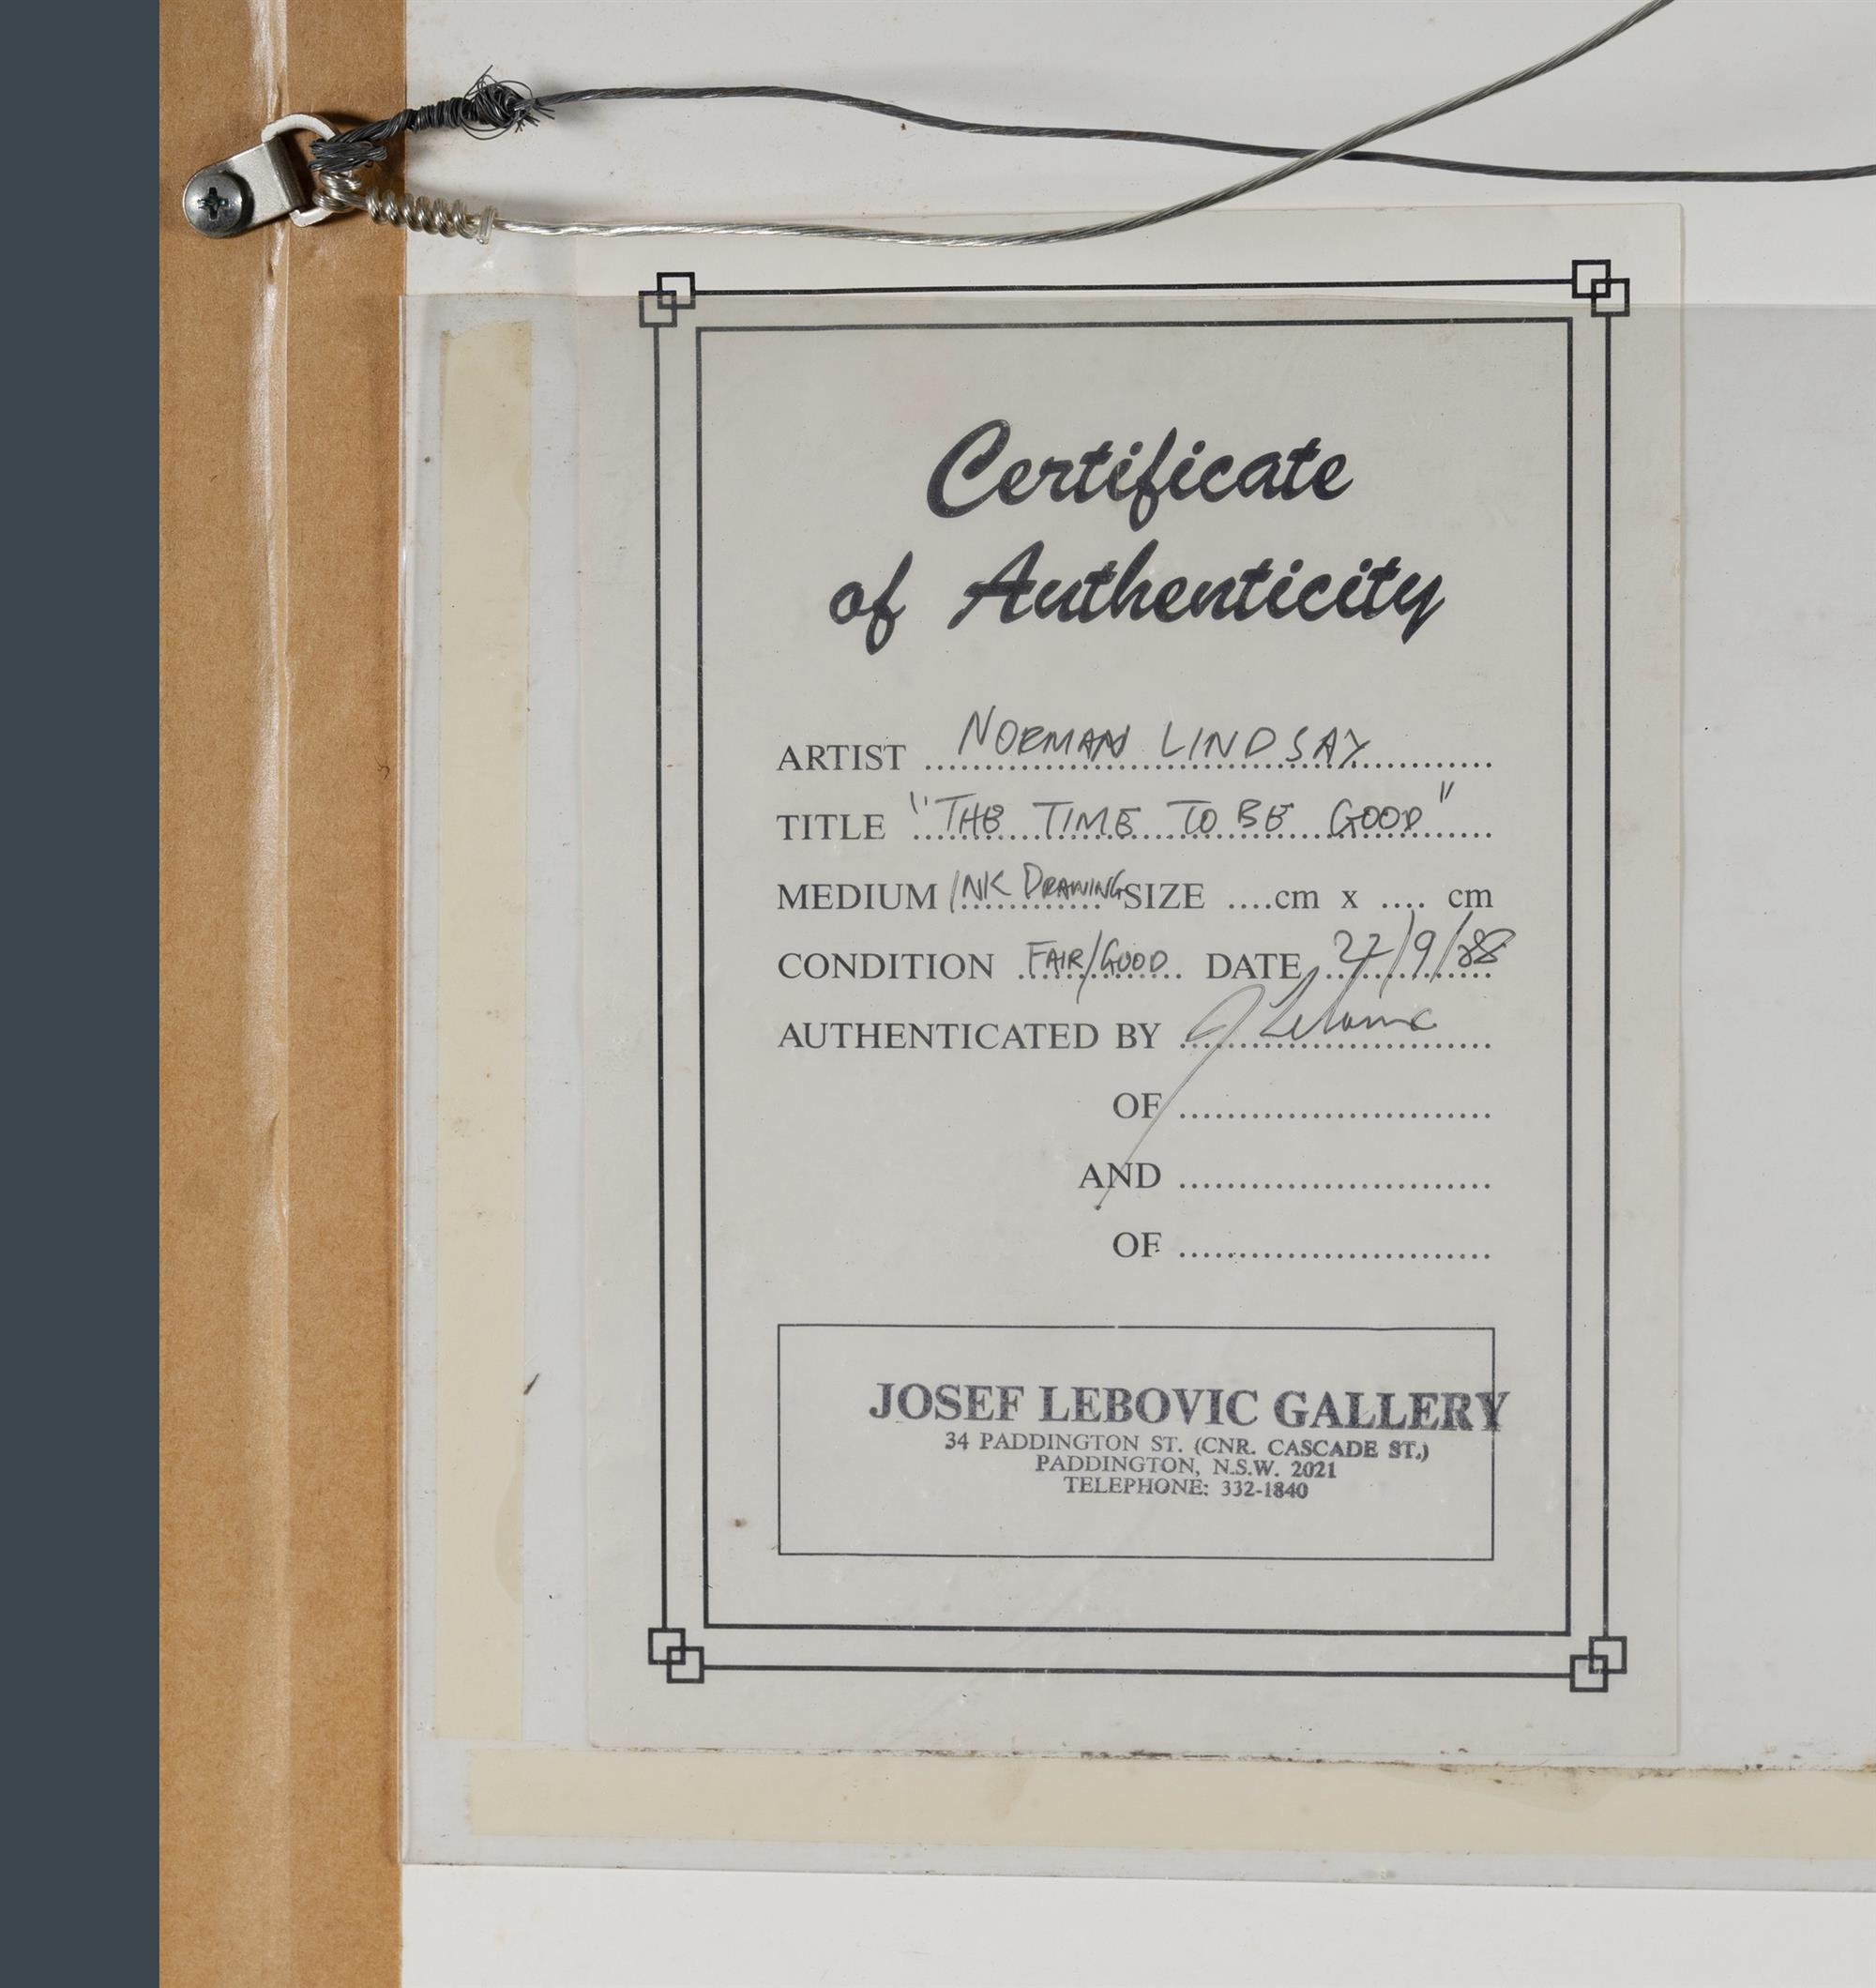 Certificate
of Authenticity
ARTIST NORMAN LINDSAY
TITLE "THE TIME TO BE GOOD"
MEDIUM INK DRAWING SIZE ....cm x .... cm
CONDITION FAIR/GOOD DATE 27/9/88
AUTHENTICATED BY J Lebovic
OF
AND
OF
JOSEF LEBOVIC GALLERY
34 PADDINGTON ST. (CNR. CASCADE ST.)
PADDINGTON, N.S.W. 2021
TELEPHONE: 332-1840